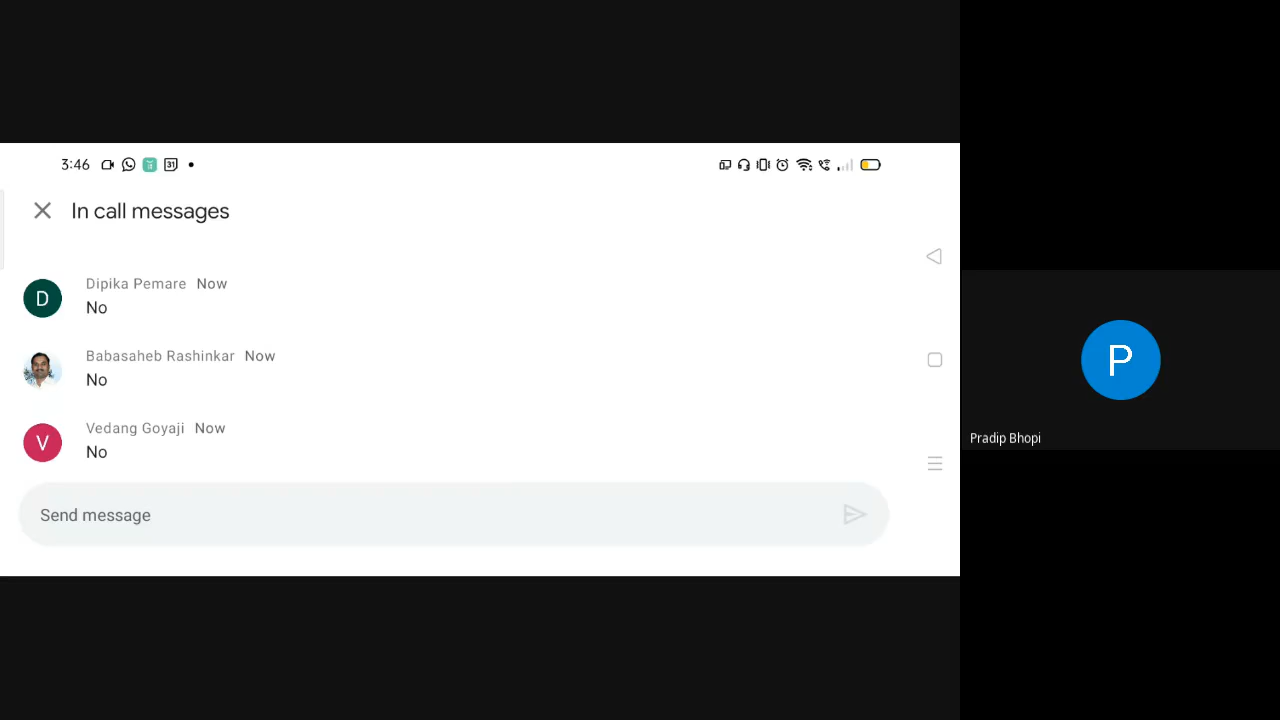 3:46
31
In call messages
D
Dipika Pemare Now
No
Babasaheb Rashinkar Now
No
V
Vedang Goyaji Now
No
Send message
P
Pradip Bhopi